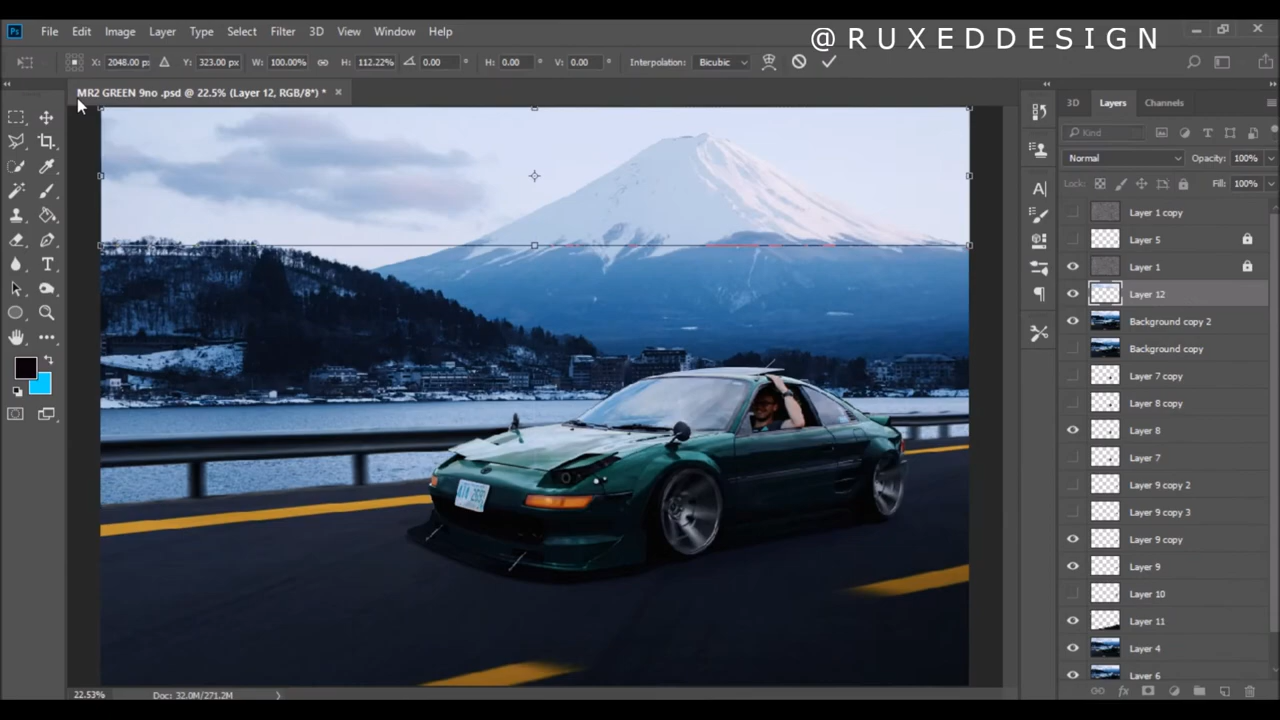 @RUXEDDESIGN
Ps File Edit Image Layer Type Select Filter 3D View Window Help
X: 2048.00 px Y: 323.00 px W: 100.00% H: 112.22% 0.00 ° H: 0.00 ° V: 0.00 ° Interpolation: Bicubic
MR2 GREEN 9no .psd @ 22.5% (Layer 12, RGB/8*) * ×
3D Layers Channels
Kind
Normal Opacity: 100%
Lock: Fill: 100%
Layer 1 copy
Layer 5
Layer 1
Layer 12
Background copy 2
Background copy
Layer 7 copy
Layer 8 copy
Layer 8
Layer 7
Layer 9 copy 2
Layer 9 copy 3
Layer 9 copy
Layer 9
Layer 10
Layer 11
Layer 4
Layer 6
22.53% Doc: 32.0M/271.2M